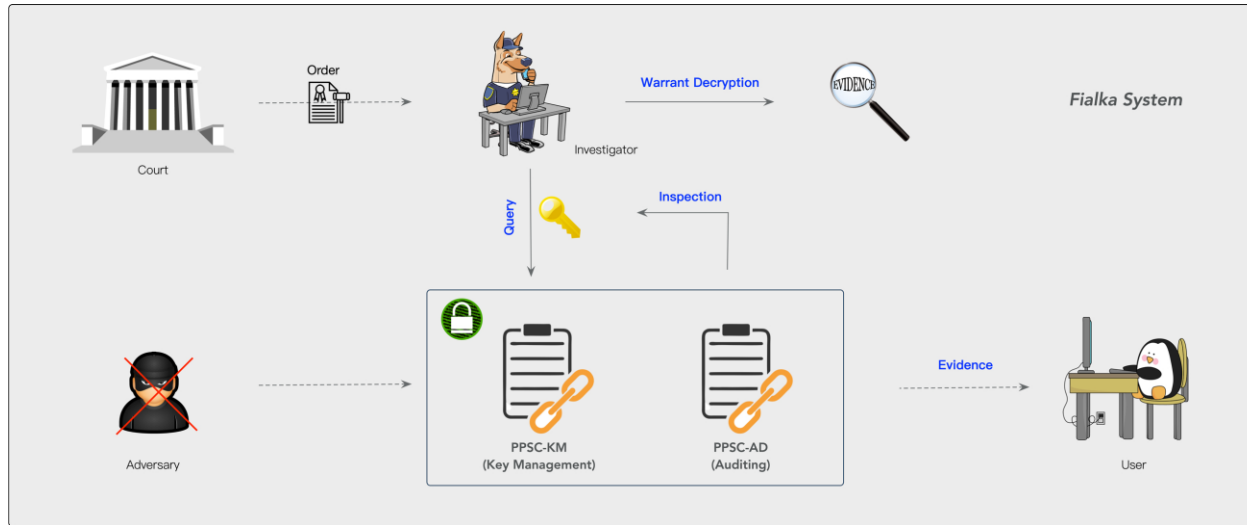 Order
Warrant Decryption
EVIDENCE
Fialka System
Court
Investigator
Query
Inspection
Evidence
PPSC-KM
(Key Management)
PPSC-AD
(Auditing)
Adversary
User